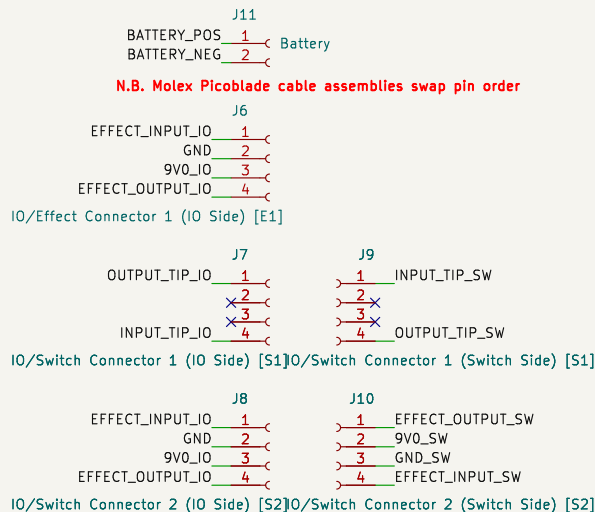 J11
BATTERY_POS 1 Battery
BATTERY_NEG 2
N.B. Molex Picoblade cable assemblies swap pin order
J6
EFFECT_INPUT_IO 1
GND 2
9V0_IO 3
EFFECT_OUTPUT_IO 4
IO/Effect Connector 1 (IO Side) [E1]
J7 J9
OUTPUT_TIP_IO 1 1 INPUT_TIP_SW
2 2
3 3
INPUT_TIP_IO 4 4 OUTPUT_TIP_SW
IO/Switch Connector 1 (IO Side) [S1] IO/Switch Connector 1 (Switch Side) [S1]
J8 J10
EFFECT_INPUT_IO 1 1 EFFECT_OUTPUT_SW
GND 2 2 9V0_SW
9V0_IO 3 3 GND_SW
EFFECT_OUTPUT_IO 4 4 EFFECT_INPUT_SW
IO/Switch Connector 2 (IO Side) [S2] IO/Switch Connector 2 (Switch Side) [S2]